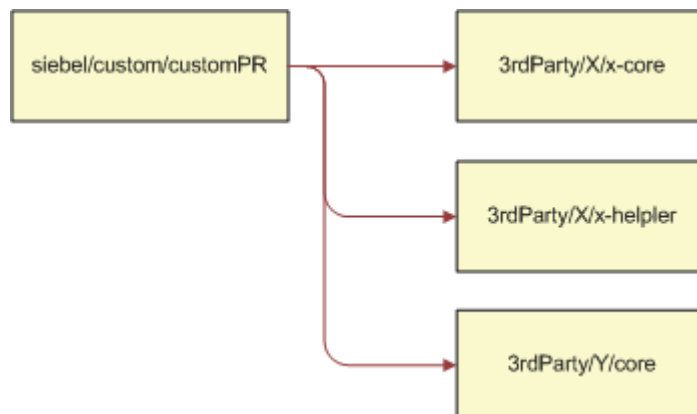 siebel/custom/customPR
3rdParty/X/x-core
3rdParty/X/x-helpler
3rdParty/Y/core